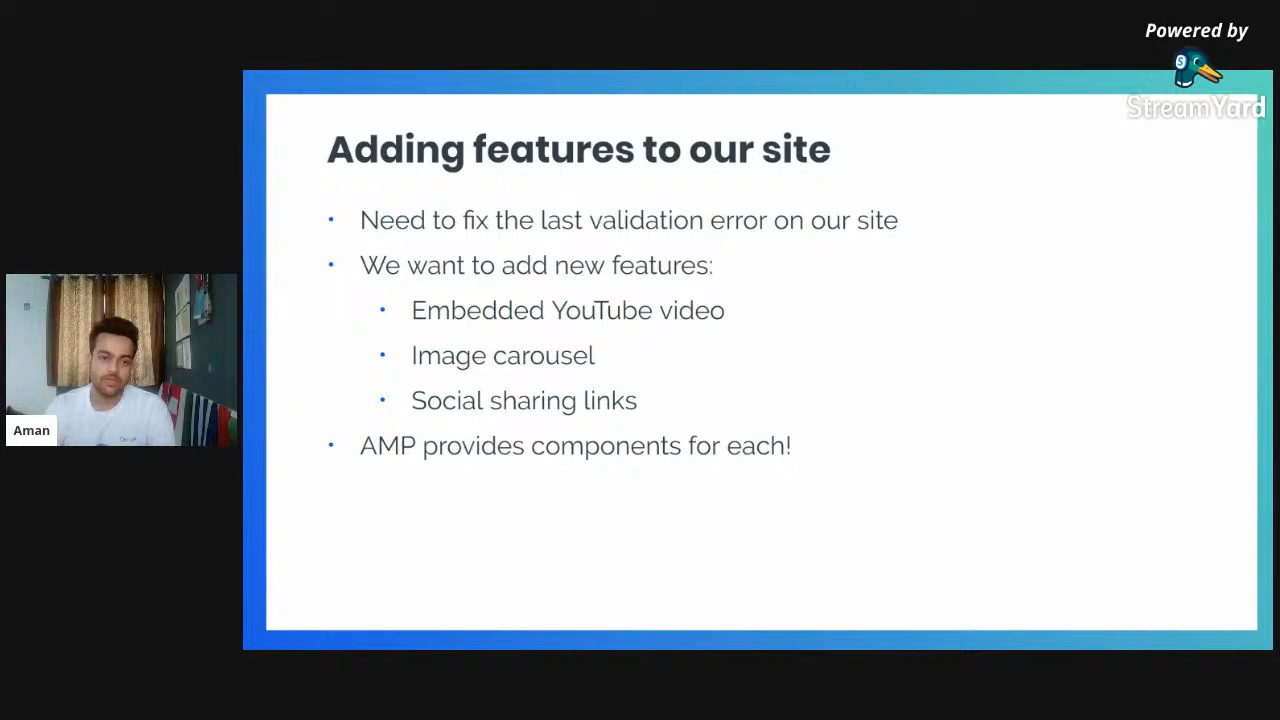 Powered by
StreamYard
Adding features to our site
• Need to fix the last validation error on our site
• We want to add new features:
• Embedded YouTube video
• Image carousel
• Social sharing links
• AMP provides components for each!
Aman